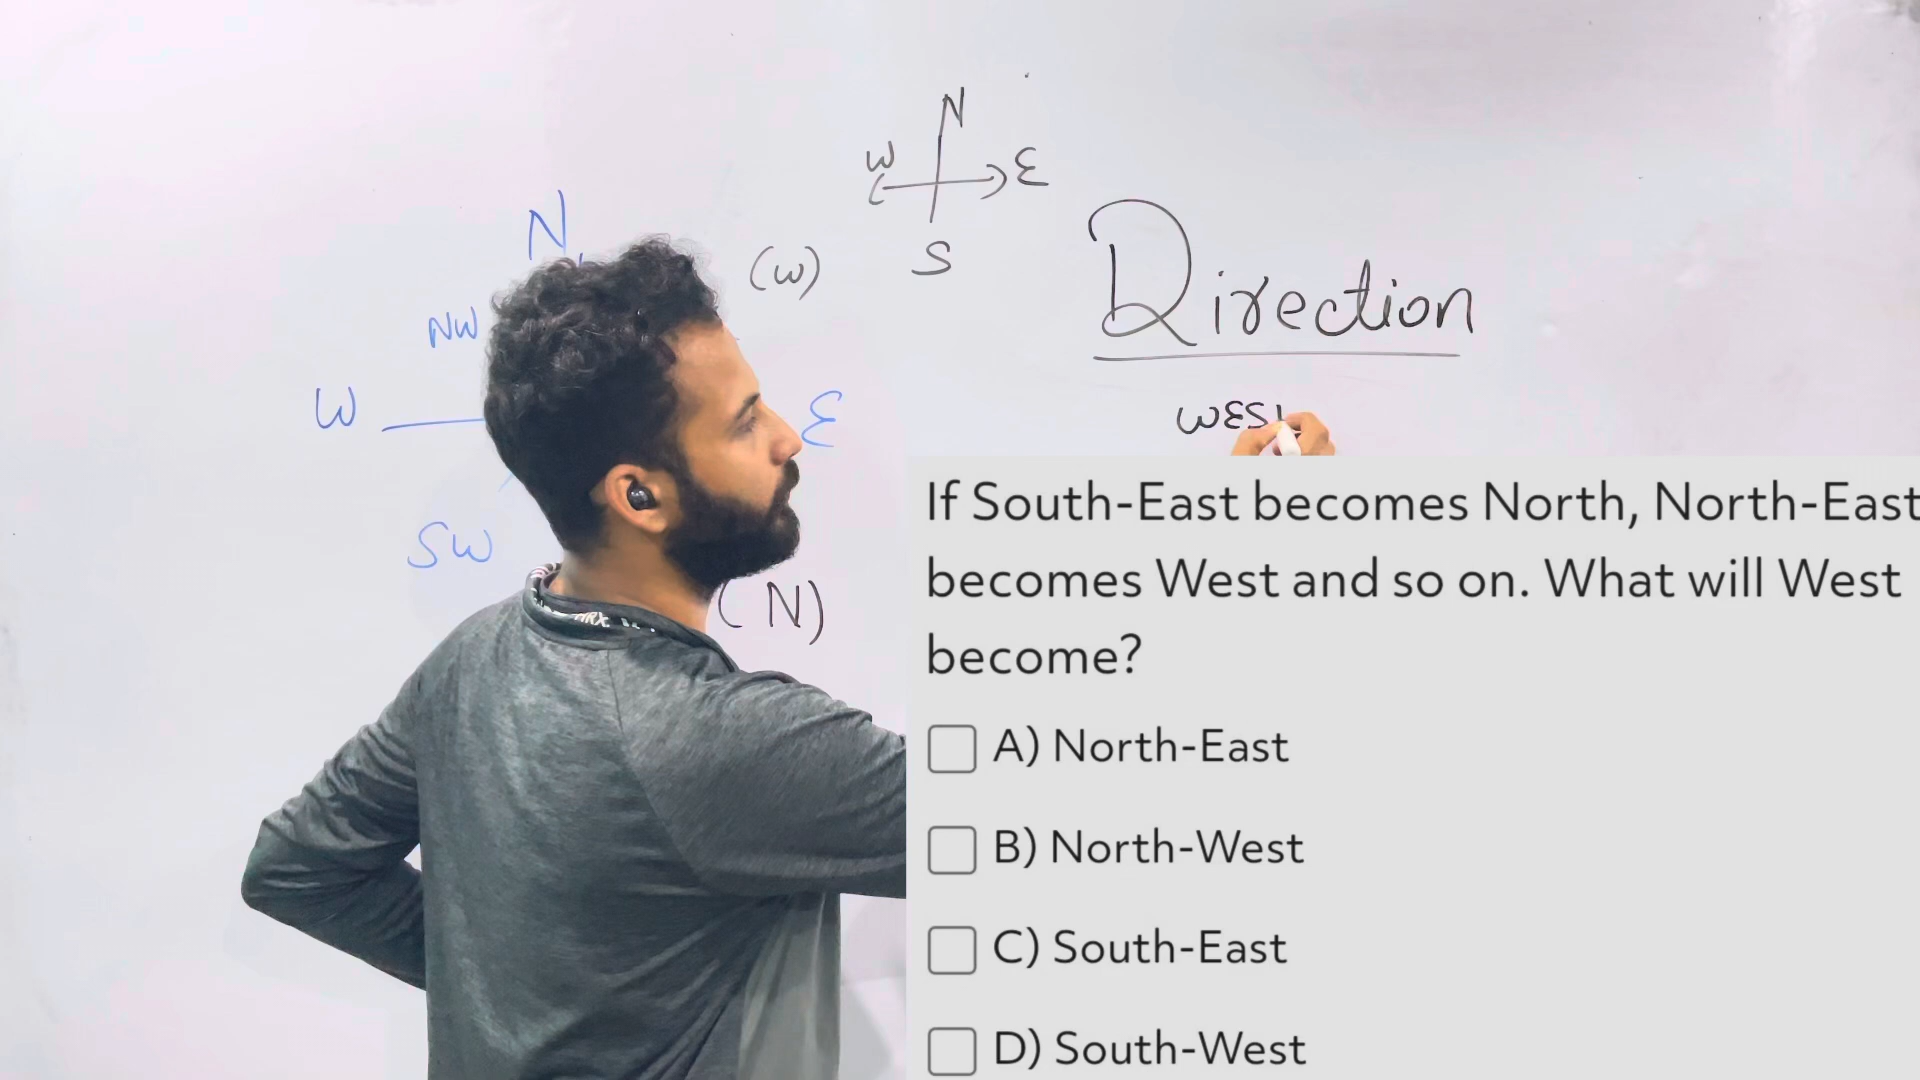 N
W E
S
Direction
N
(W)
NW
W E
SW
(N)
If South-East becomes North, North-East
becomes West and so on. What will West
become?
A) North-East
B) North-West
C) South-East
D) South-West